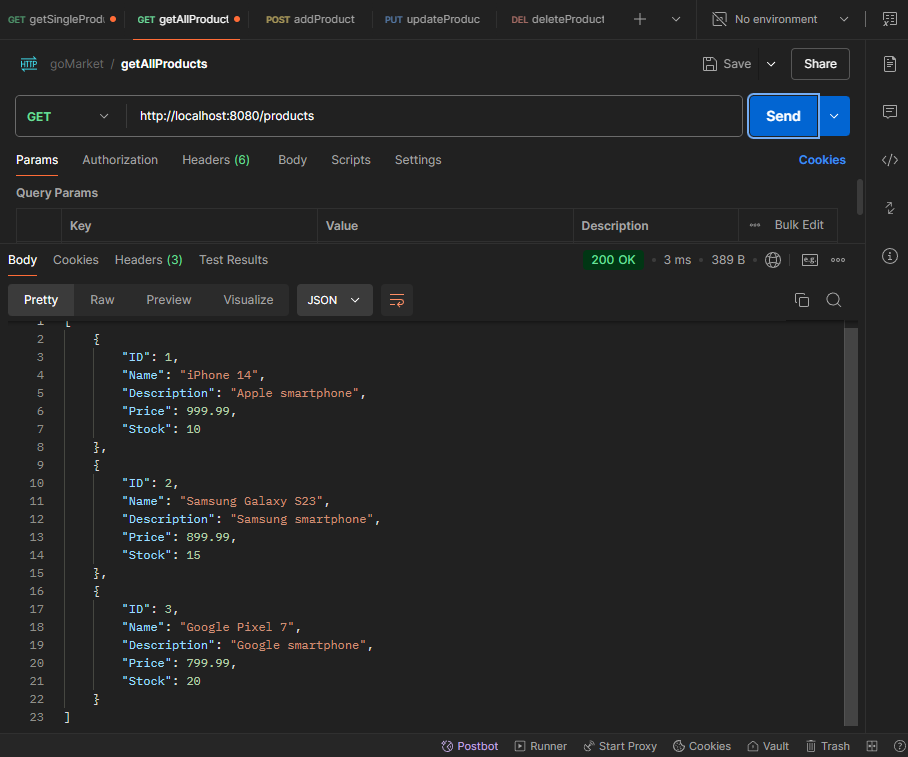 GET getSingleProdu GET getAllProduct POST addProduct PUT updateProduc DEL deleteProduct No environment
HTTP goMarket / getAllProducts Save Share
GET http://localhost:8080/products Send
Params Authorization Headers (6) Body Scripts Settings Cookies
Query Params
Key Value Description Bulk Edit
Body Cookies Headers (3) Test Results 200 OK 3 ms 389 B e.g.
Pretty Raw Preview Visualize JSON
1 [
2 {
3 "ID": 1,
4 "Name": "iPhone 14",
5 "Description": "Apple smartphone",
6 "Price": 999.99,
7 "Stock": 10
8 },
9 {
10 "ID": 2,
11 "Name": "Samsung Galaxy S23",
12 "Description": "Samsung smartphone",
13 "Price": 899.99,
14 "Stock": 15
15 },
16 {
17 "ID": 3,
18 "Name": "Google Pixel 7",
19 "Description": "Google smartphone",
20 "Price": 799.99,
21 "Stock": 20
22 }
23 ]
Postbot Runner Start Proxy Cookies Vault Trash